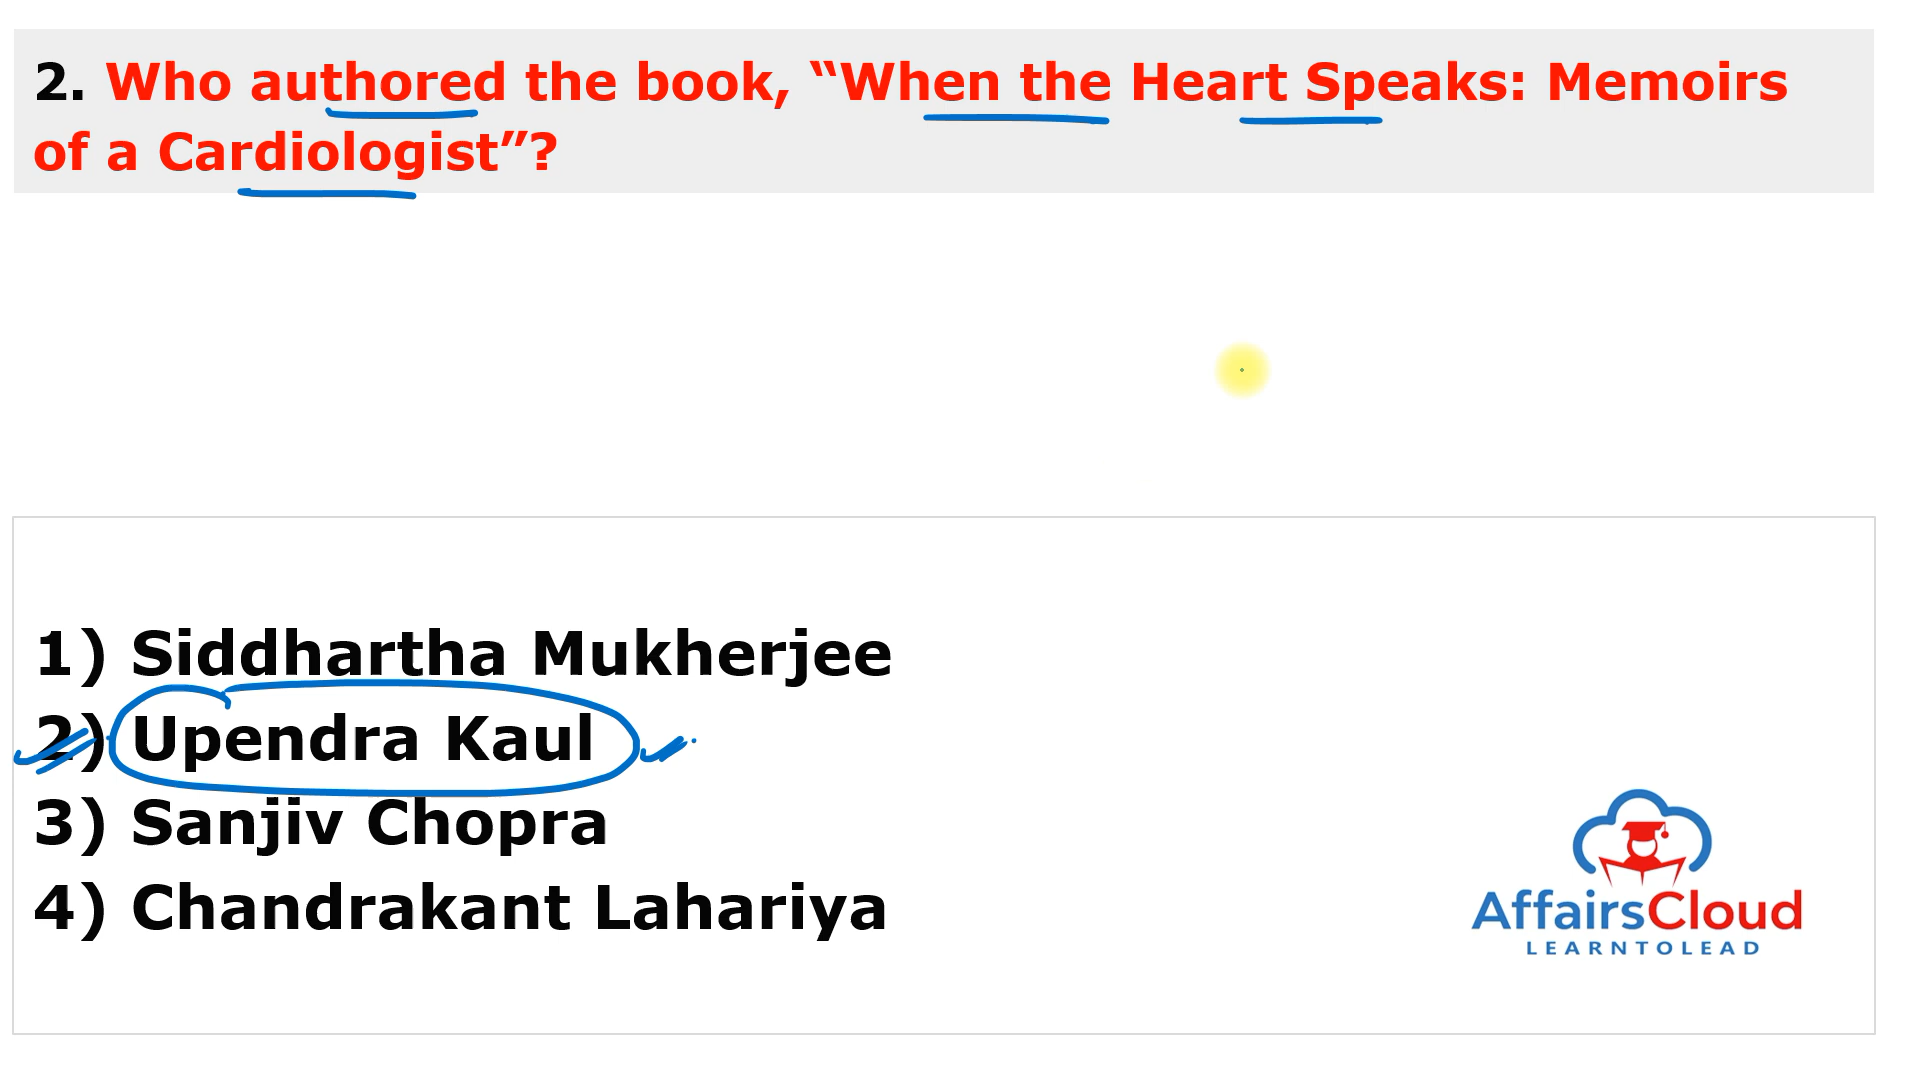 2. Who authored the book, “When the Heart Speaks: Memoirs
of a Cardiologist”?
1) Siddhartha Mukherjee
2) Upendra Kaul
3) Sanjiv Chopra
4) Chandrakant Lahariya
AffairsCloud
LEARNTOLEAD